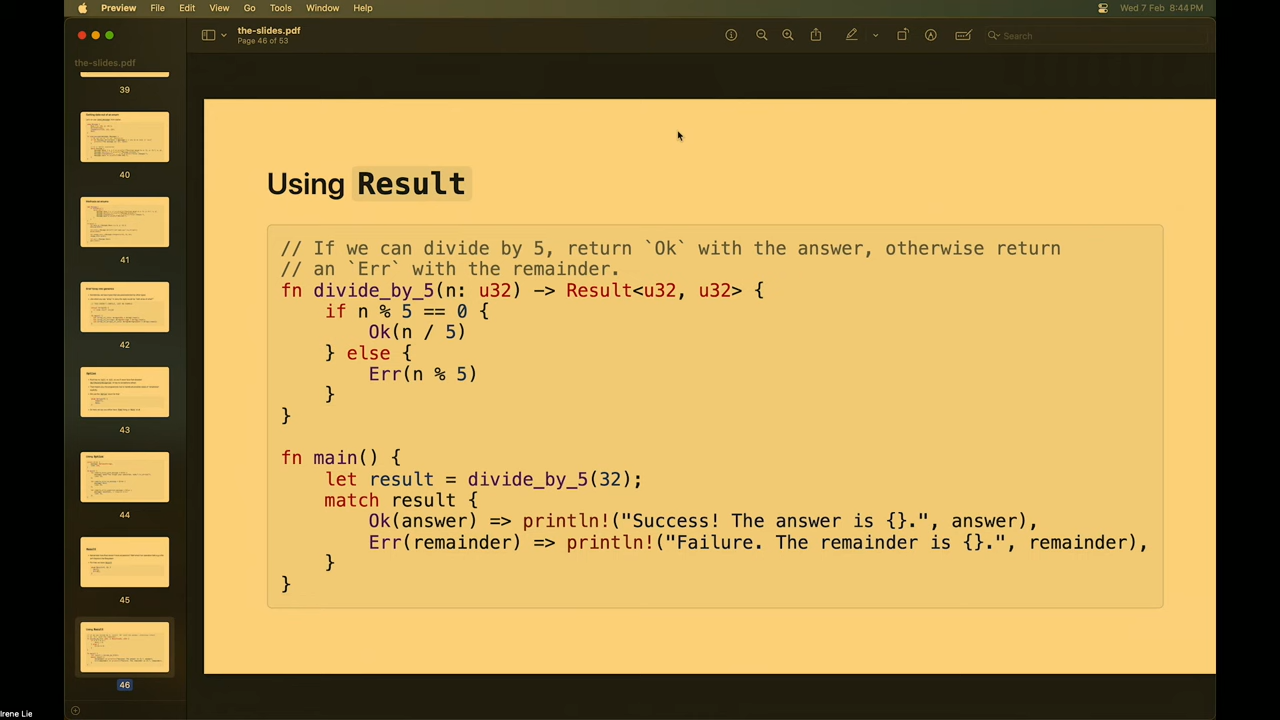 Preview File Edit View Go Tools Window Help
Wed 7 Feb 8:44 PM
the-slides.pdf
Page 46 of 53
Search
the-slides.pdf
39
40
41
42
43
44
45
46
Using Result
// If we can divide by 5, return `Ok` with the answer, otherwise return
// an `Err` with the remainder.
fn divide_by_5(n: u32) -> Result<u32, u32> {
    if n % 5 == 0 {
        Ok(n / 5)
    } else {
        Err(n % 5)
    }
}
fn main() {
    let result = divide_by_5(32);
    match result {
        Ok(answer) => println!("Success! The answer is {}.", answer),
        Err(remainder) => println!("Failure. The remainder is {}.", remainder),
    }
}
Irene Lie